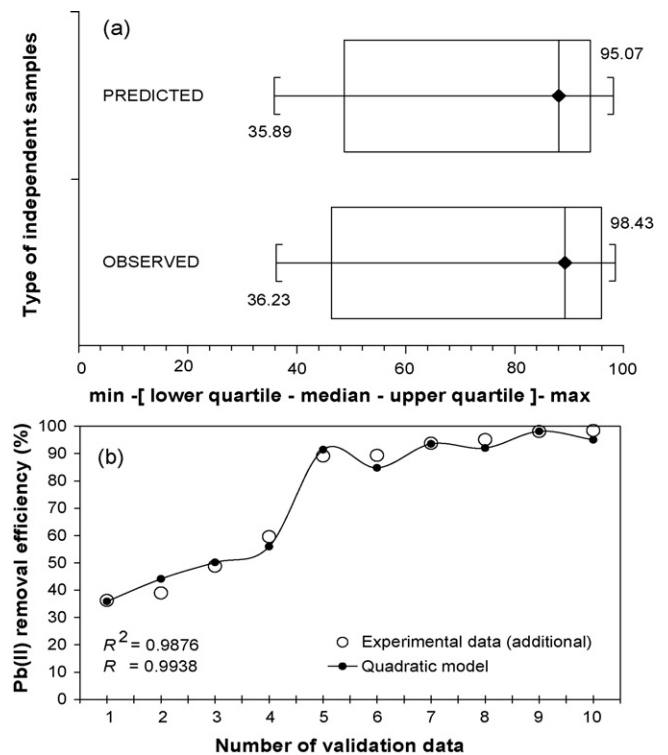 (a)
Type of independent samples
PREDICTED
95.07
35.89
OBSERVED
98.43
36.23
0 20 40 60 80 100
min -[ lower quartile - median - upper quartile ]- max
(b)
Pb(II) removal efficiency (%)
100
90
80
70
60
50
40
30
20
10
0
R² = 0.9876
R = 0.9938
Experimental data (additional)
Quadratic model
1 2 3 4 5 6 7 8 9 10
Number of validation data